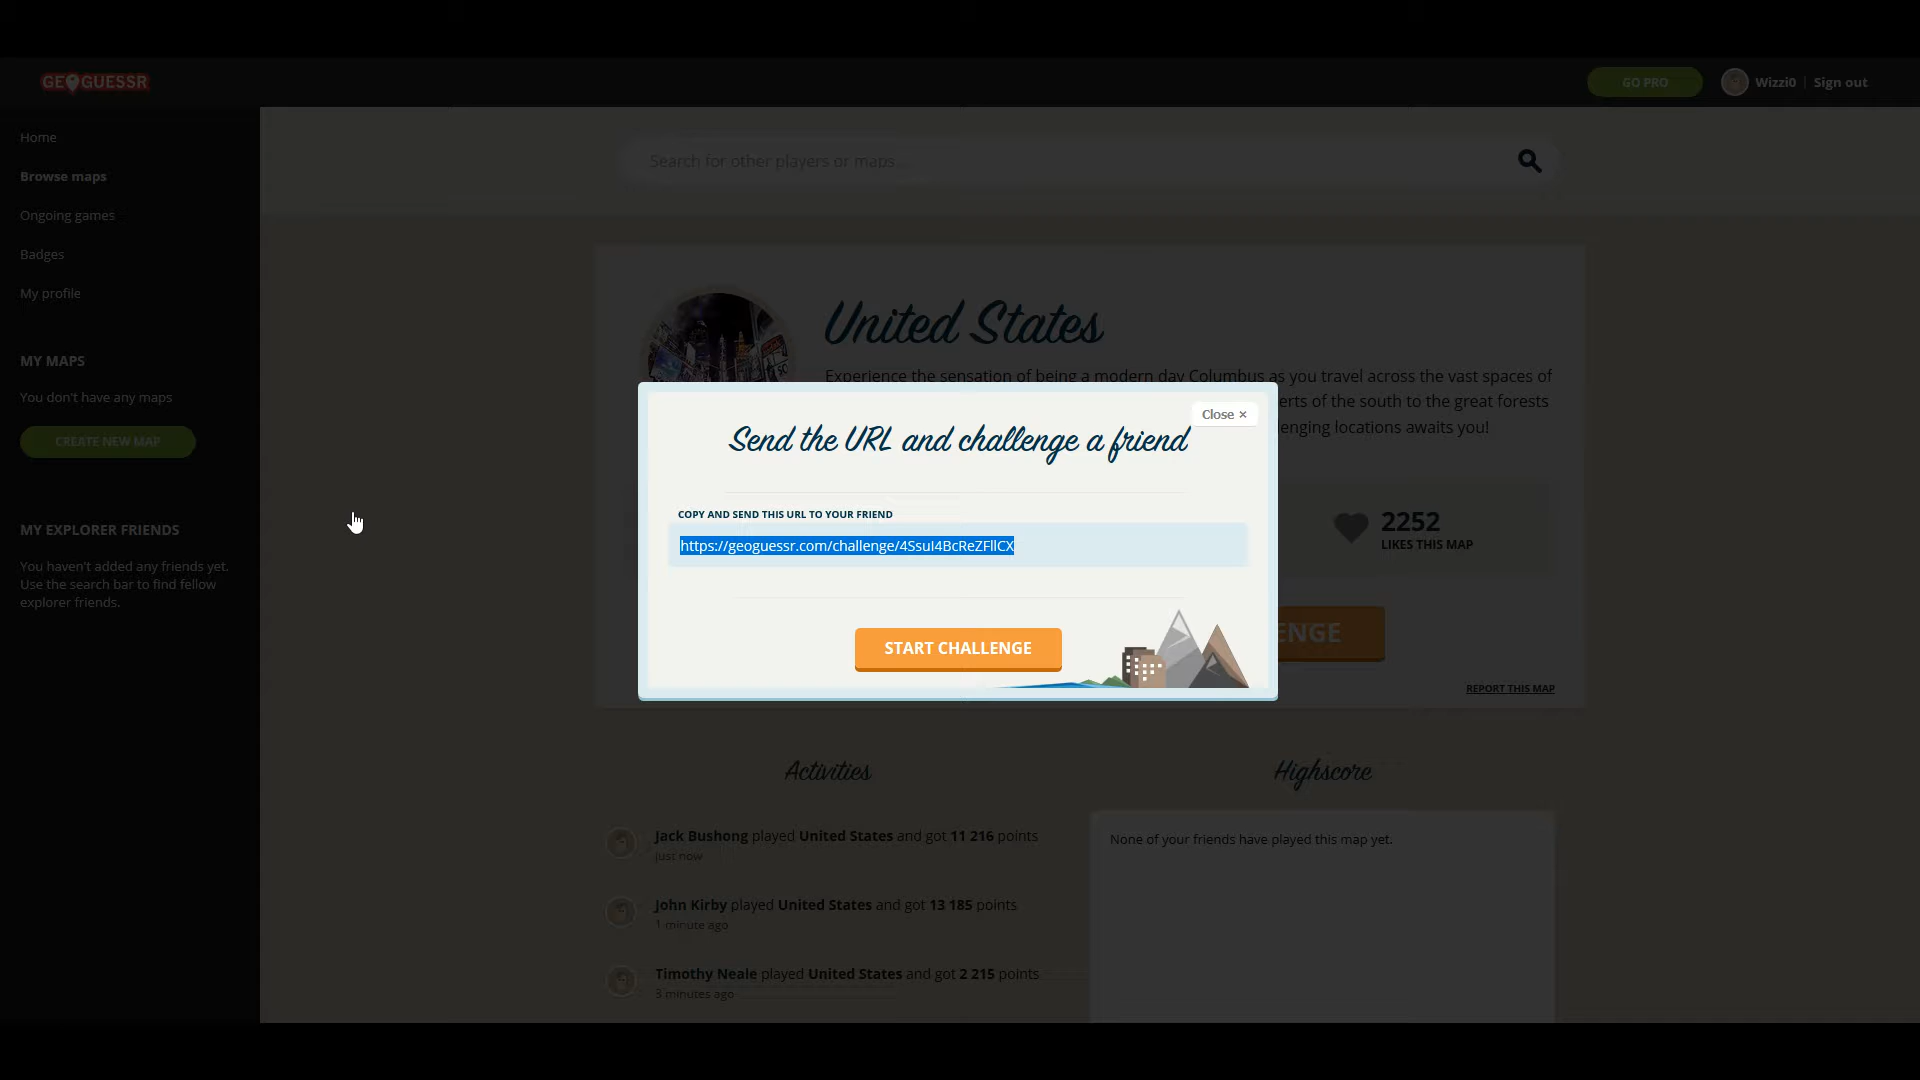 GEOGUESSR
GO PRO
Wizzi0 | Sign out
Home
Browse maps
Ongoing games
Badges
My profile
MY MAPS
You don't have any maps
CREATE NEW MAP
MY EXPLORER FRIENDS
You haven't added any friends yet.
Use the search bar to find fellow
explorer friends.
Search for other players or maps...
United States
Experience the sensation of being a modern day Columbus as you travel across the vast spaces of
erts of the south to the great forests
enging locations awaits you!
2252
LIKES THIS MAP
ENGE
REPORT THIS MAP
Close ×
Send the URL and challenge a friend
COPY AND SEND THIS URL TO YOUR FRIEND
https://geoguessr.com/challenge/4SsuI4BcReZFllCX
START CHALLENGE
Activities
Jack Bushong played United States and got 11 216 points
just now
John Kirby played United States and got 13 185 points
1 minute ago
Timothy Neale played United States and got 2 215 points
3 minutes ago
Highscore
None of your friends have played this map yet.